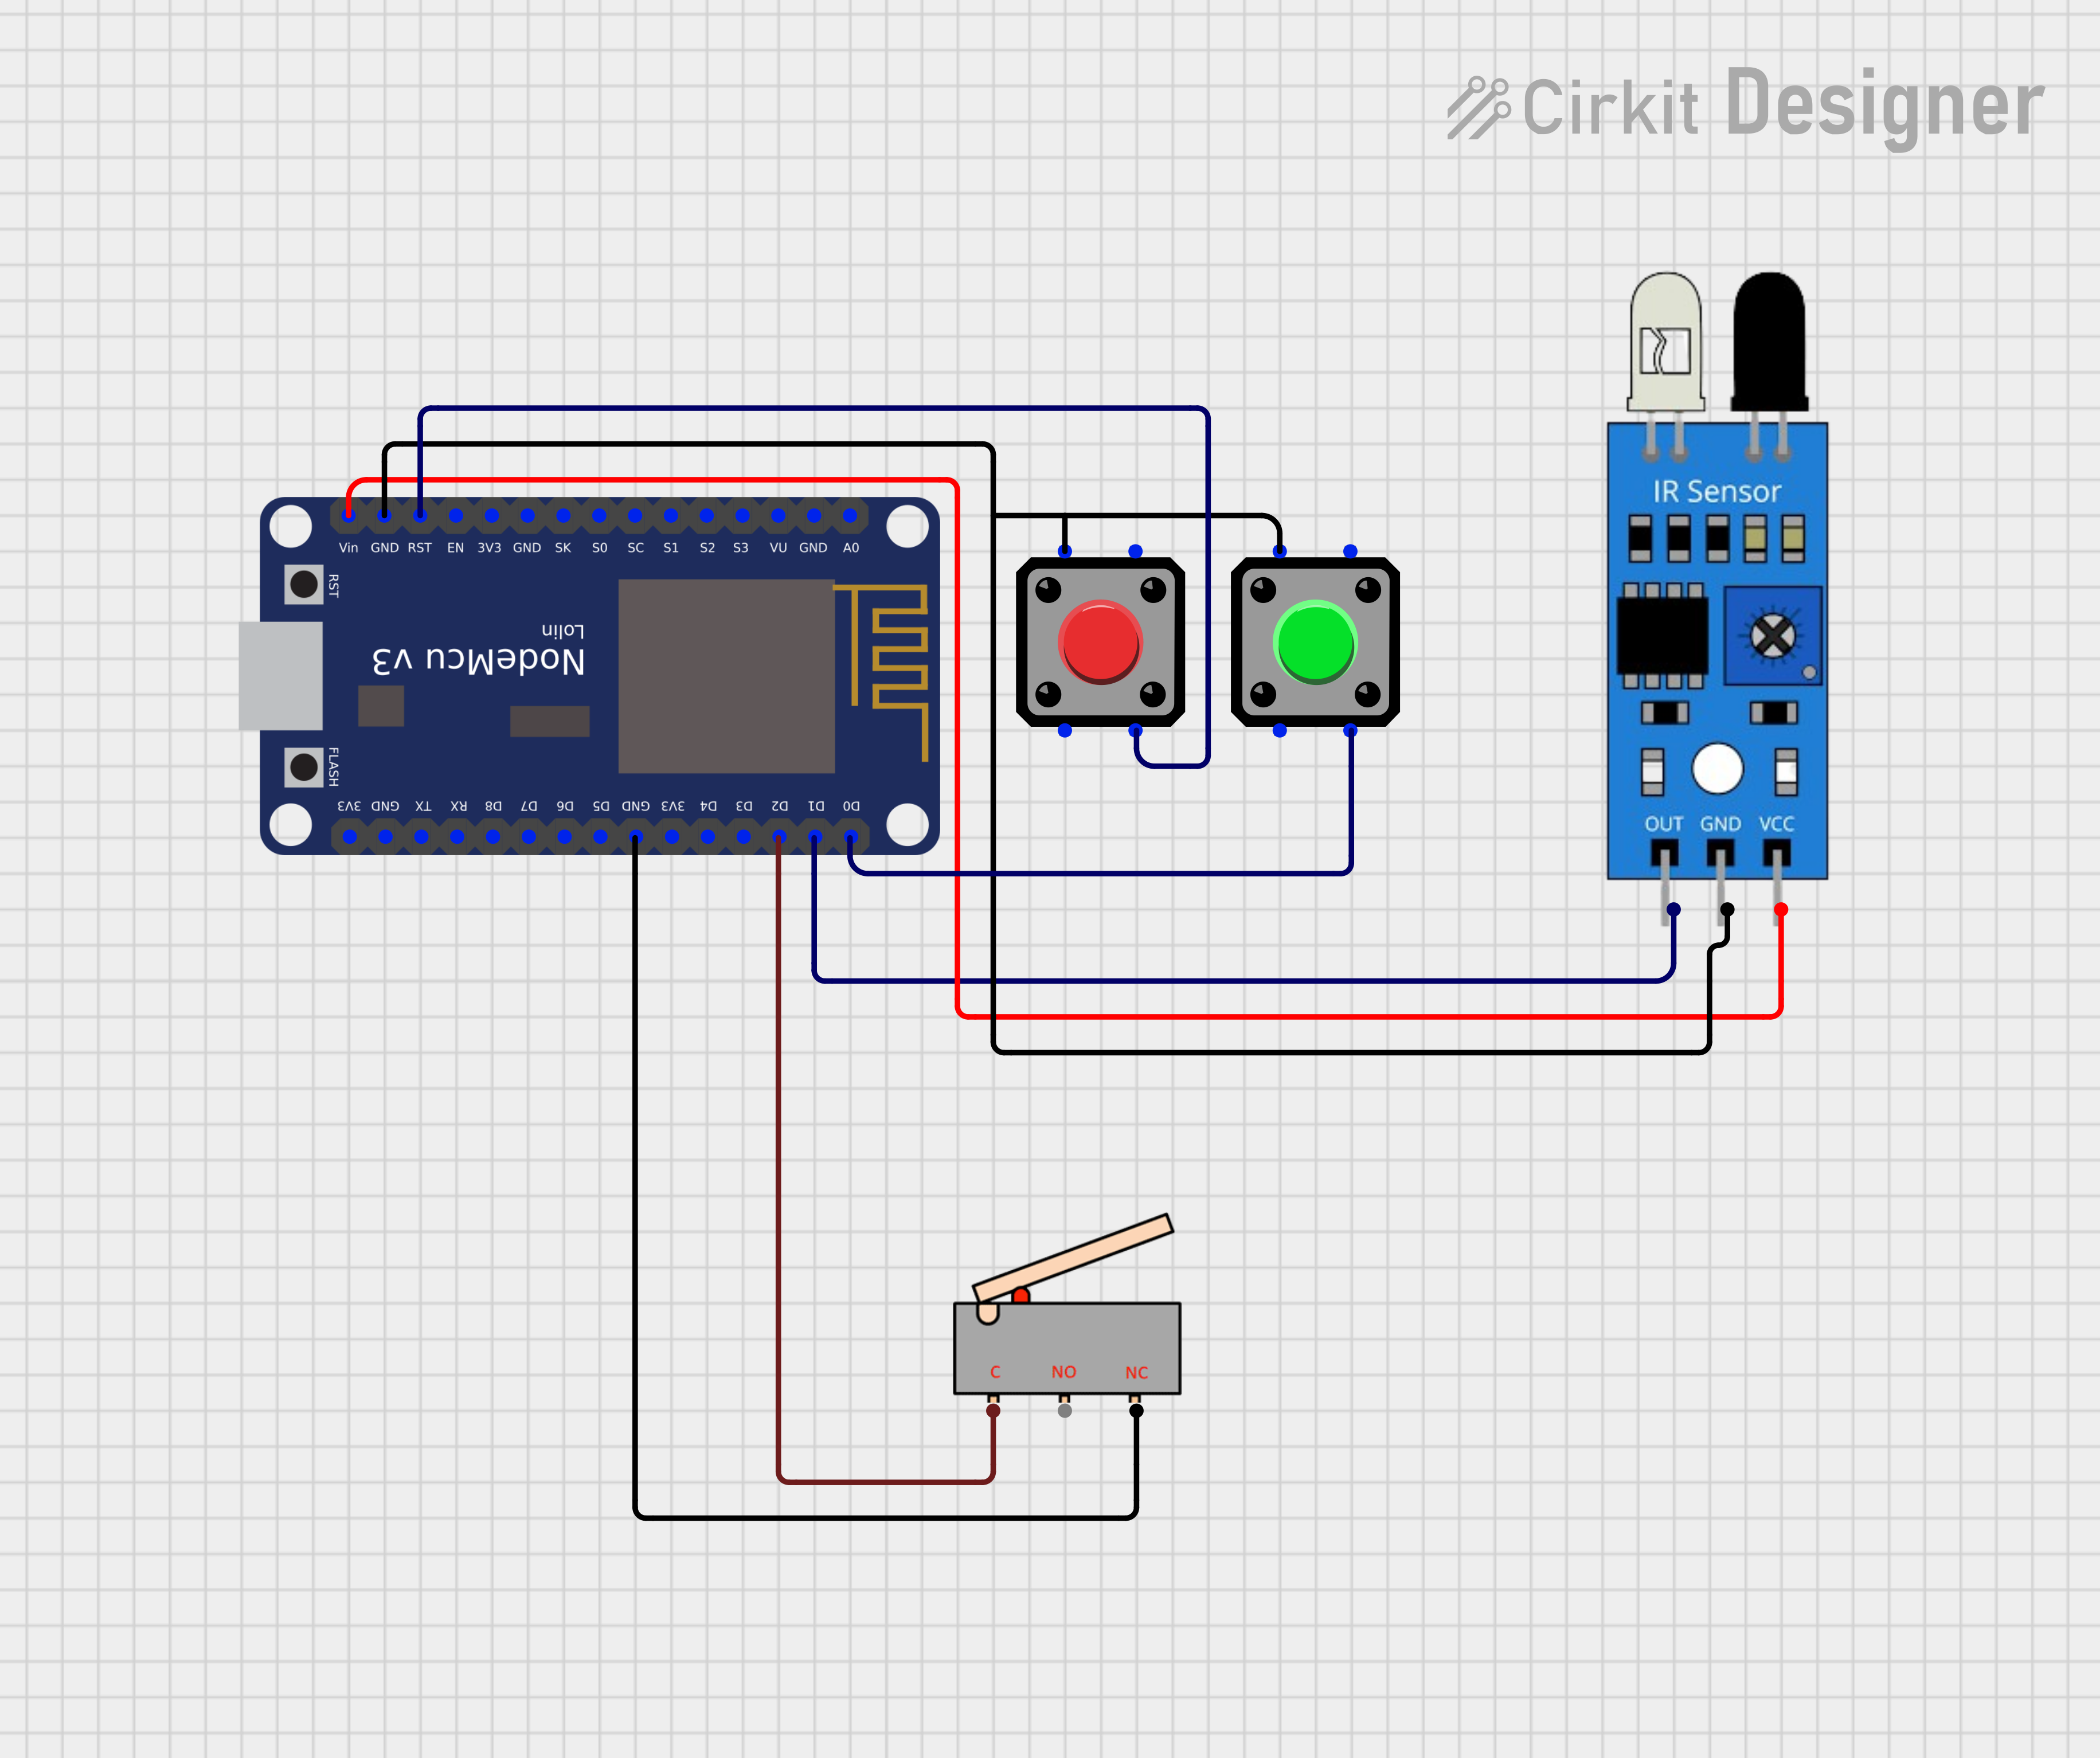 Cirkit Designer
IR Sensor
Vin GND RST EN 3V3 GND SK S0 SC S1 S2 S3 VU GND A0
RST
Lolin
NodeMcu v3
FLASH
3V3 GND TX RX D8 D7 D6 D5 GND 3V3 D4 D3 D2 D1 D0
OUT GND VCC
C NO NC